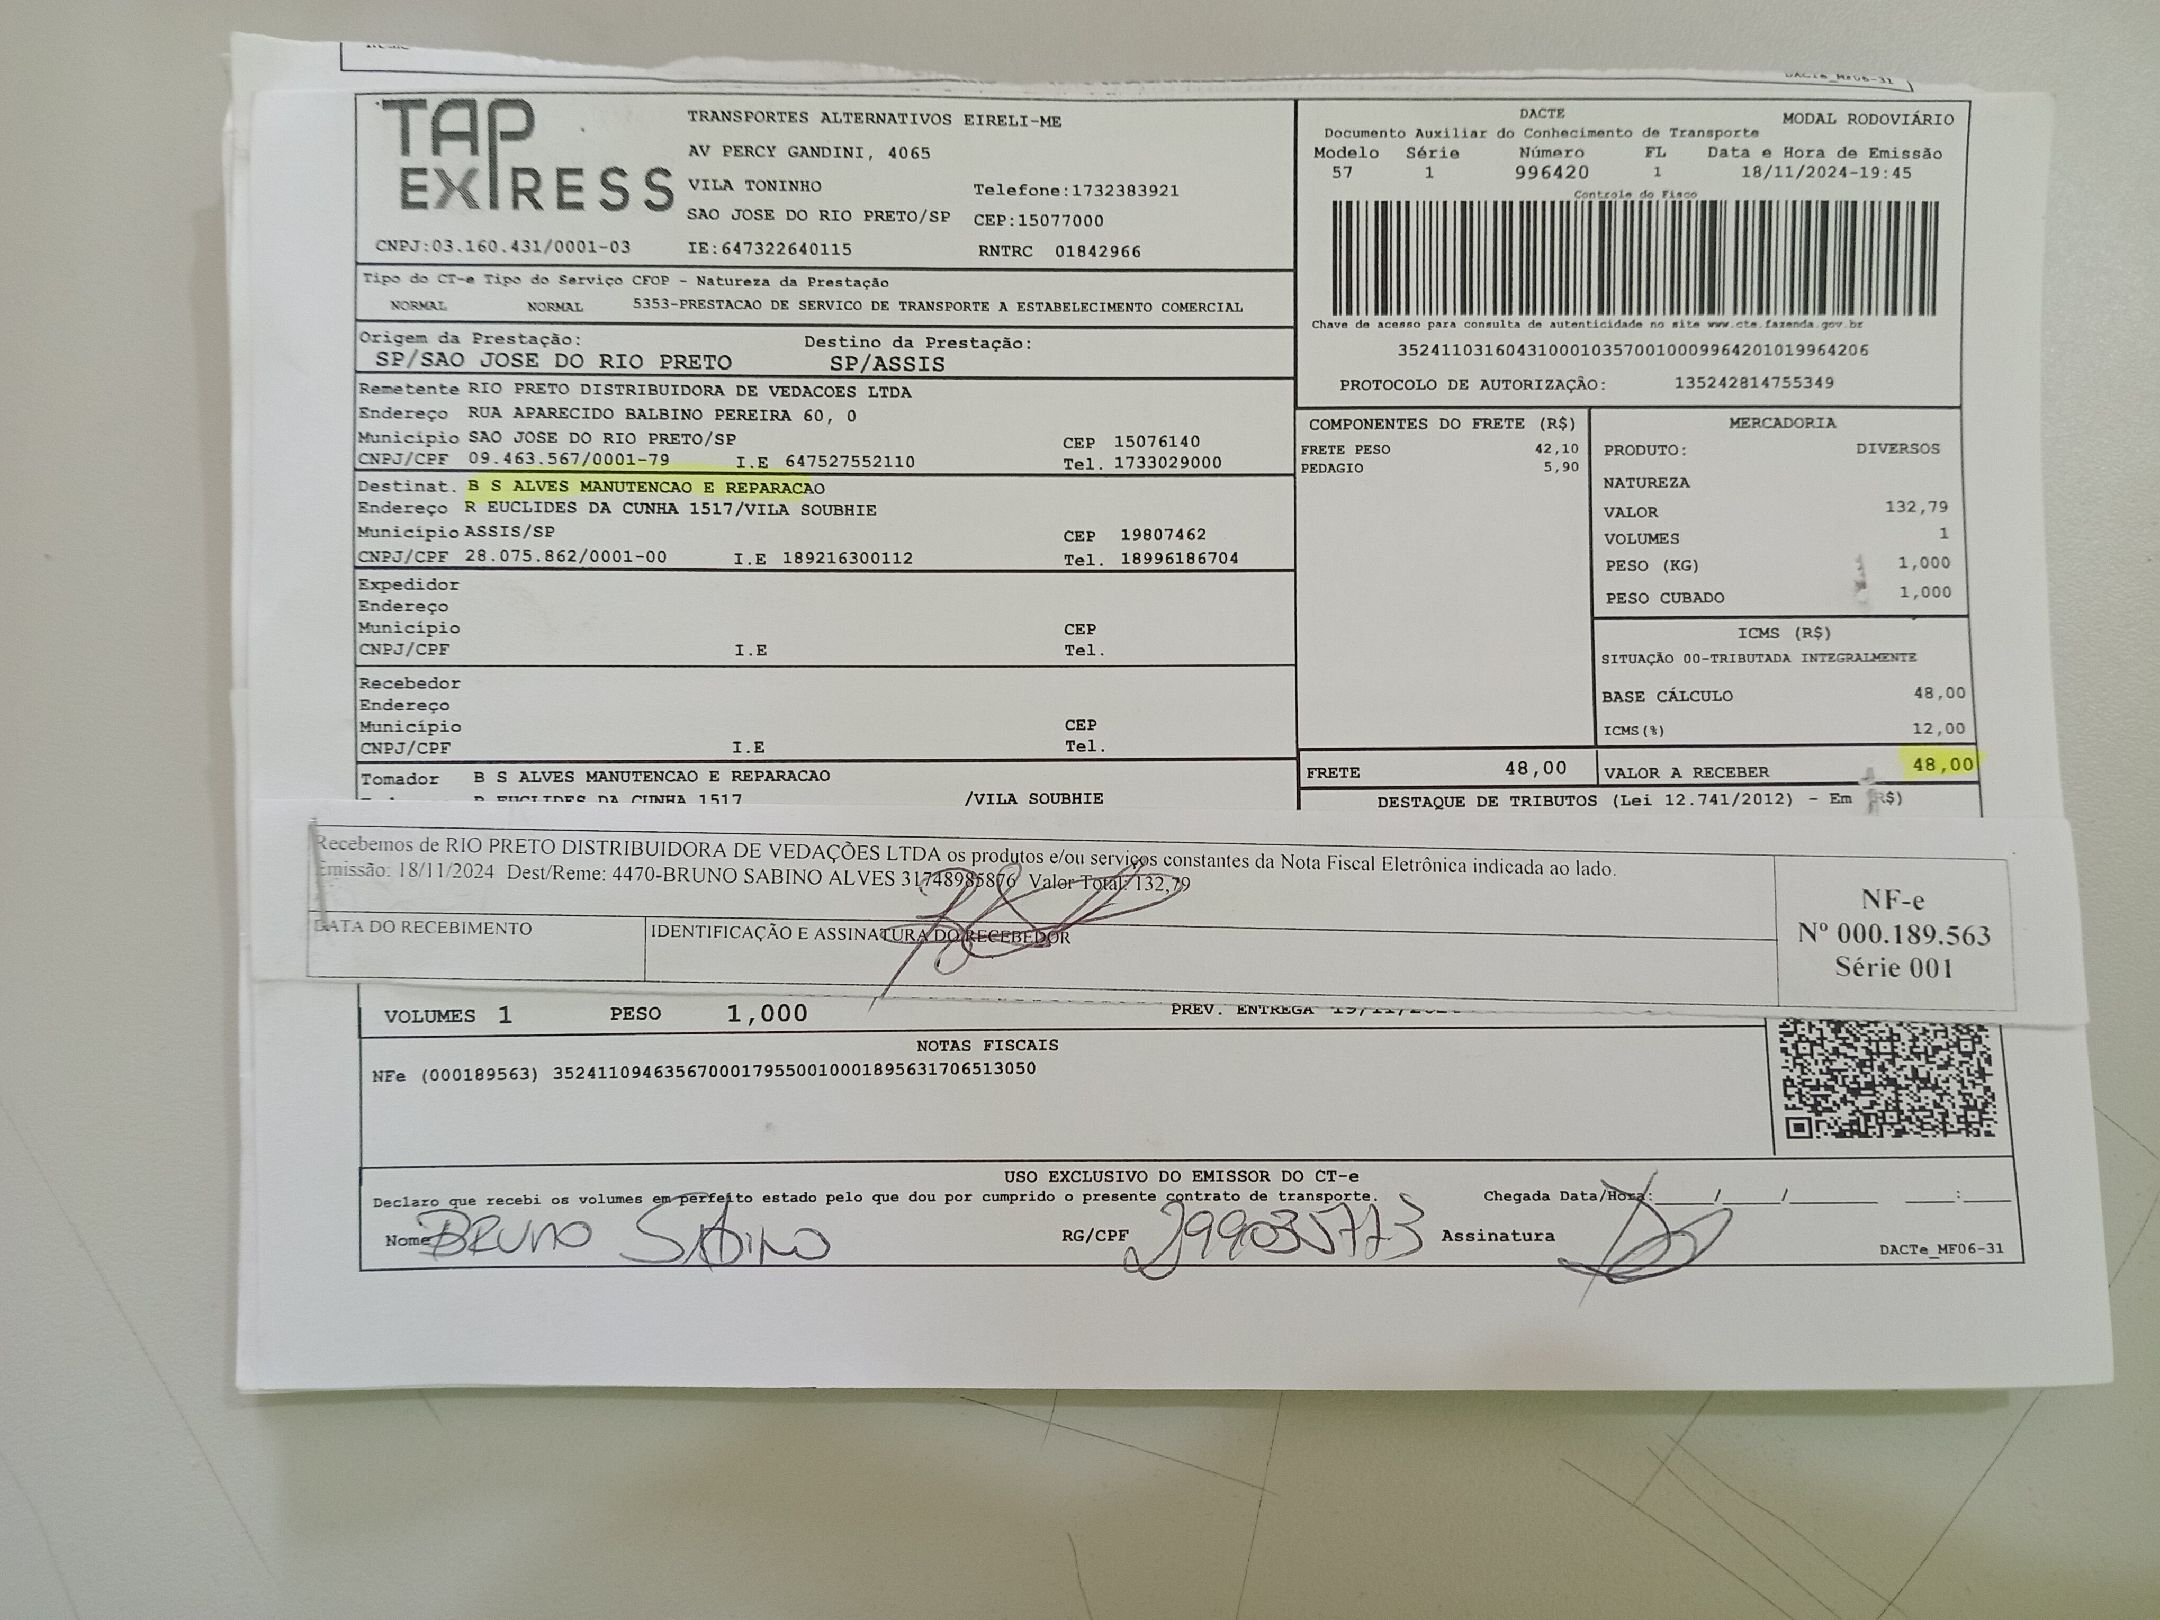 DACTe_MF06-31
TAP EXPRESS
TRANSPORTES ALTERNATIVOS EIRELI-ME
AV PERCY GANDINI, 4065
VILA TONINHO Telefone:1732383921
SAO JOSE DO RIO PRETO/SP CEP:15077000
CNPJ:03.160.431/0001-03 IE:647322640115 RNTRC 01842966
DACTE MODAL RODOVIÁRIO
Documento Auxiliar do Conhecimento de Transporte
Modelo Série Número FL Data e Hora de Emissão
57 1 996420 1 18/11/2024-19:45
Controle do Fisco
Chave de acesso para consulta de autenticidade no site www.cte.fazenda.gov.br
35241103160431000103570010009964201019964206
PROTOCOLO DE AUTORIZAÇÃO: 135242814755349
Tipo do CT-e Tipo do Serviço CFOP - Natureza da Prestação
NORMAL NORMAL 5353-PRESTACAO DE SERVICO DE TRANSPORTE A ESTABELECIMENTO COMERCIAL
Origem da Prestação: Destino da Prestação:
SP/SAO JOSE DO RIO PRETO SP/ASSIS
Remetente RIO PRETO DISTRIBUIDORA DE VEDACOES LTDA
Endereço RUA APARECIDO BALBINO PEREIRA 60, 0
Município SAO JOSE DO RIO PRETO/SP CEP 15076140
CNPJ/CPF 09.463.567/0001-79 I.E 647527552110 Tel. 1733029000
Destinat. B S ALVES MANUTENCAO E REPARACAO
Endereço R EUCLIDES DA CUNHA 1517/VILA SOUBHIE
Município ASSIS/SP CEP 19807462
CNPJ/CPF 28.075.862/0001-00 I.E 189216300112 Tel. 18996186704
Expedidor
Endereço
Município CEP
CNPJ/CPF I.E Tel.
Recebedor
Endereço
Município CEP
CNPJ/CPF I.E Tel.
Tomador B S ALVES MANUTENCAO E REPARACAO
R EUCLIDES DA CUNHA 1517 /VILA SOUBHIE
COMPONENTES DO FRETE (R$)
FRETE PESO 42,10
PEDAGIO 5,90
MERCADORIA
PRODUTO: DIVERSOS
NATUREZA
VALOR 132,79
VOLUMES 1
PESO (KG) 1,000
PESO CUBADO 1,000
ICMS (R$)
SITUAÇÃO 00-TRIBUTADA INTEGRALMENTE
BASE CÁLCULO 48,00
ICMS(%) 12,00
FRETE 48,00 VALOR A RECEBER 48,00
DESTAQUE DE TRIBUTOS (Lei 12.741/2012) - Em R$)
Recebemos de RIO PRETO DISTRIBUIDORA DE VEDAÇÕES LTDA os produtos e/ou serviços constantes da Nota Fiscal Eletrônica indicada ao lado.
Emissão: 18/11/2024 Dest/Reme: 4470-BRUNO SABINO ALVES 31748985876 Valor Total: 132,79
DATA DO RECEBIMENTO IDENTIFICAÇÃO E ASSINATURA DO RECEBEDOR
NF-e
Nº 000.189.563
Série 001
VOLUMES 1 PESO 1,000 PREV. ENTREGA
NOTAS FISCAIS
NFe (000189563) 35241109463567000179550010001895631706513050
USO EXCLUSIVO DO EMISSOR DO CT-e
Declaro que recebi os volumes em perfeito estado pelo que dou por cumprido o presente contrato de transporte. Chegada Data/Hora: / / :
Nome BRUNO SABINO RG/CPF 299035773 Assinatura
DACTe_MF06-31